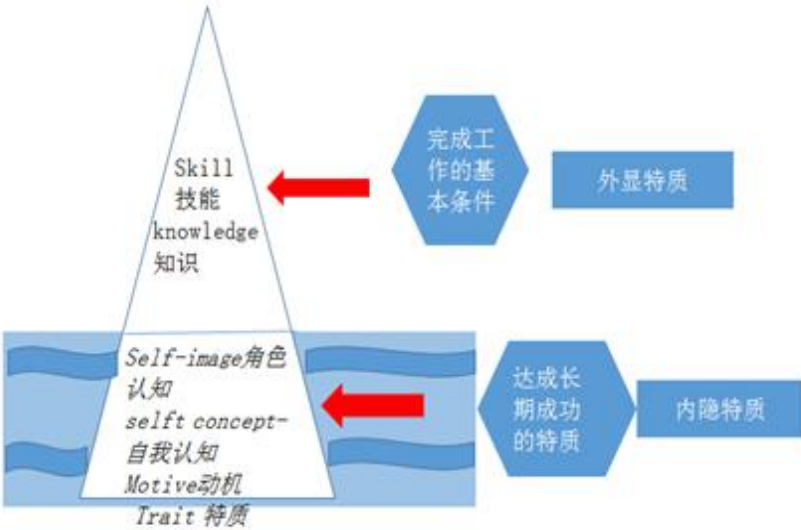 Skill
技能
knowledge
知识
完成工
作的基
本条件
外显特质
Self-image角色
认知
selft concept-
自我认知
Motive动机
Trait 特质
达成长
期成功
的特质
内隐特质